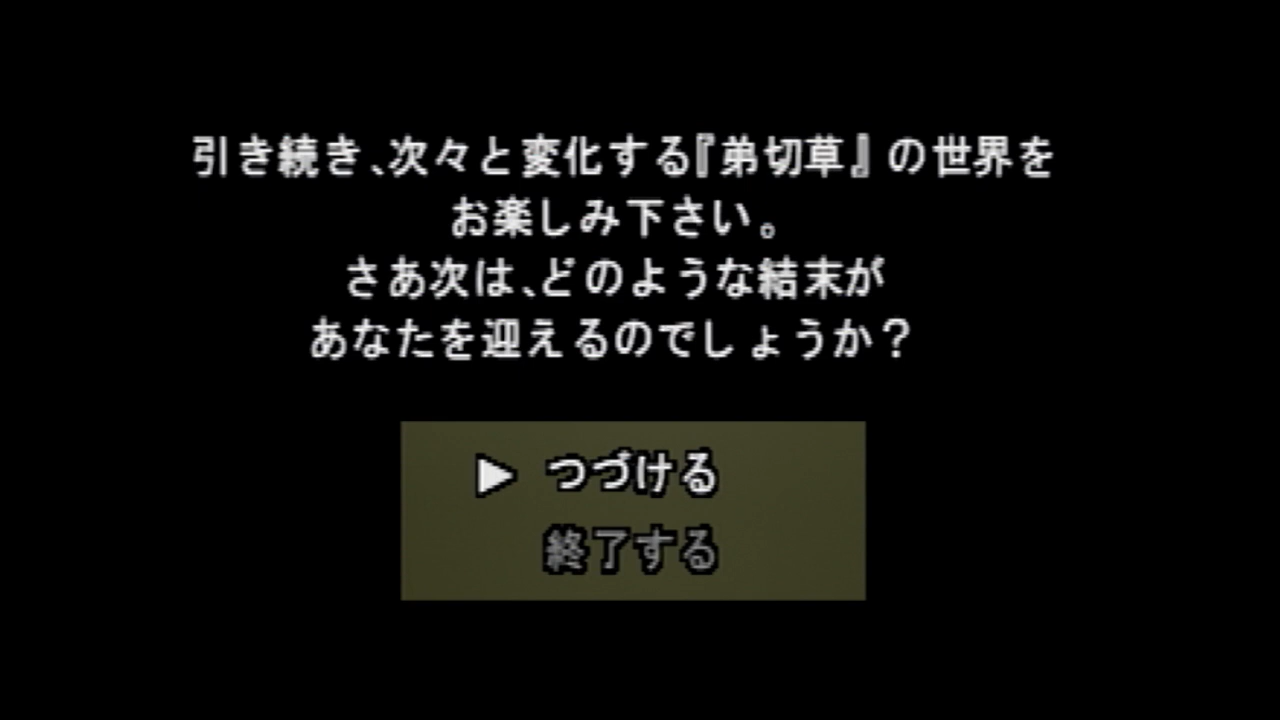 引き続き、次々と変化する『弟切草』の世界を
お楽しみ下さい。
さあ次は、どのような結末が
あなたを迎えるのでしょうか？
▶ つづける
終了する